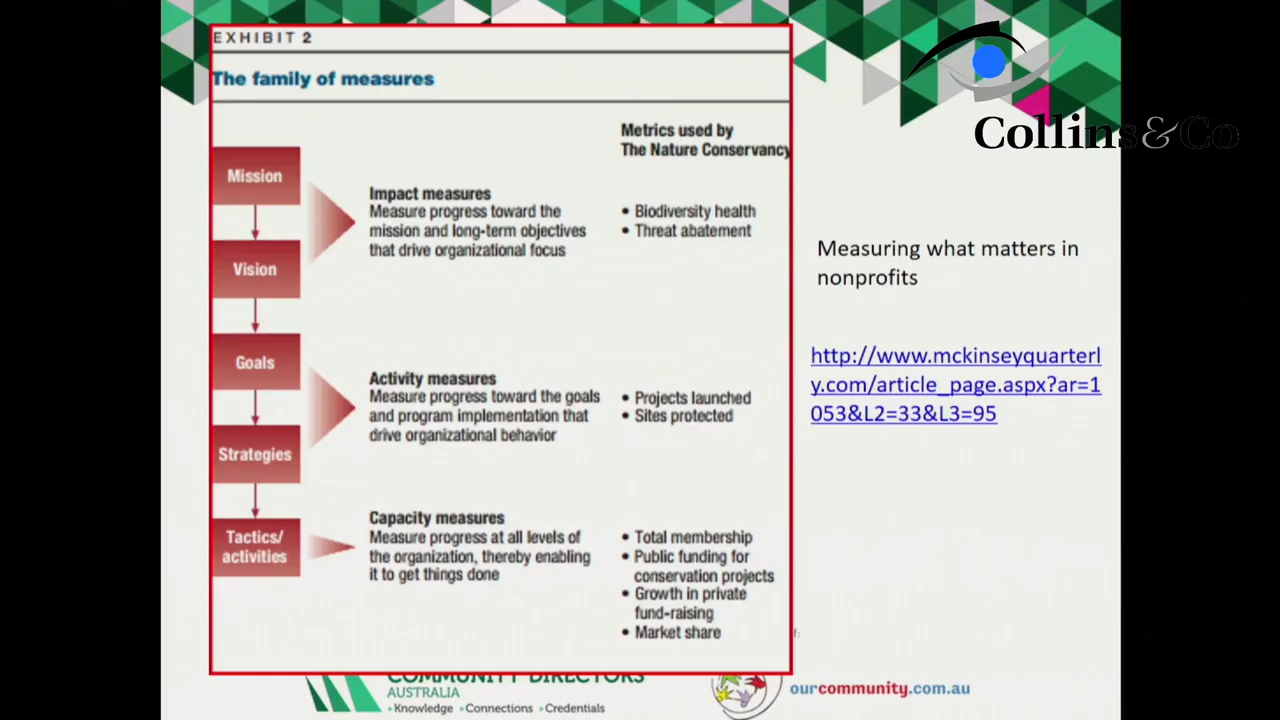 EXHIBIT 2
The family of measures
Metrics used by
The Nature Conservancy
Mission
Impact measures
Measure progress toward the
mission and long-term objectives
that drive organizational focus
• Biodiversity health
• Threat abatement
Vision
Goals
Activity measures
Measure progress toward the goals
and program implementation that
drive organizational behavior
• Projects launched
• Sites protected
Strategies
Tactics/
activities
Capacity measures
Measure progress at all levels of
the organization, thereby enabling
it to get things done
• Total membership
• Public funding for
conservation projects
• Growth in private
fund-raising
• Market share
Collins&Co
Measuring what matters in
nonprofits
http://www.mckinseyquarterl
y.com/article_page.aspx?ar=1
053&L2=33&L3=95
COMMUNITY DIRECTORS
AUSTRALIA
Knowledge Connections Credentials
ourcommunity.com.au